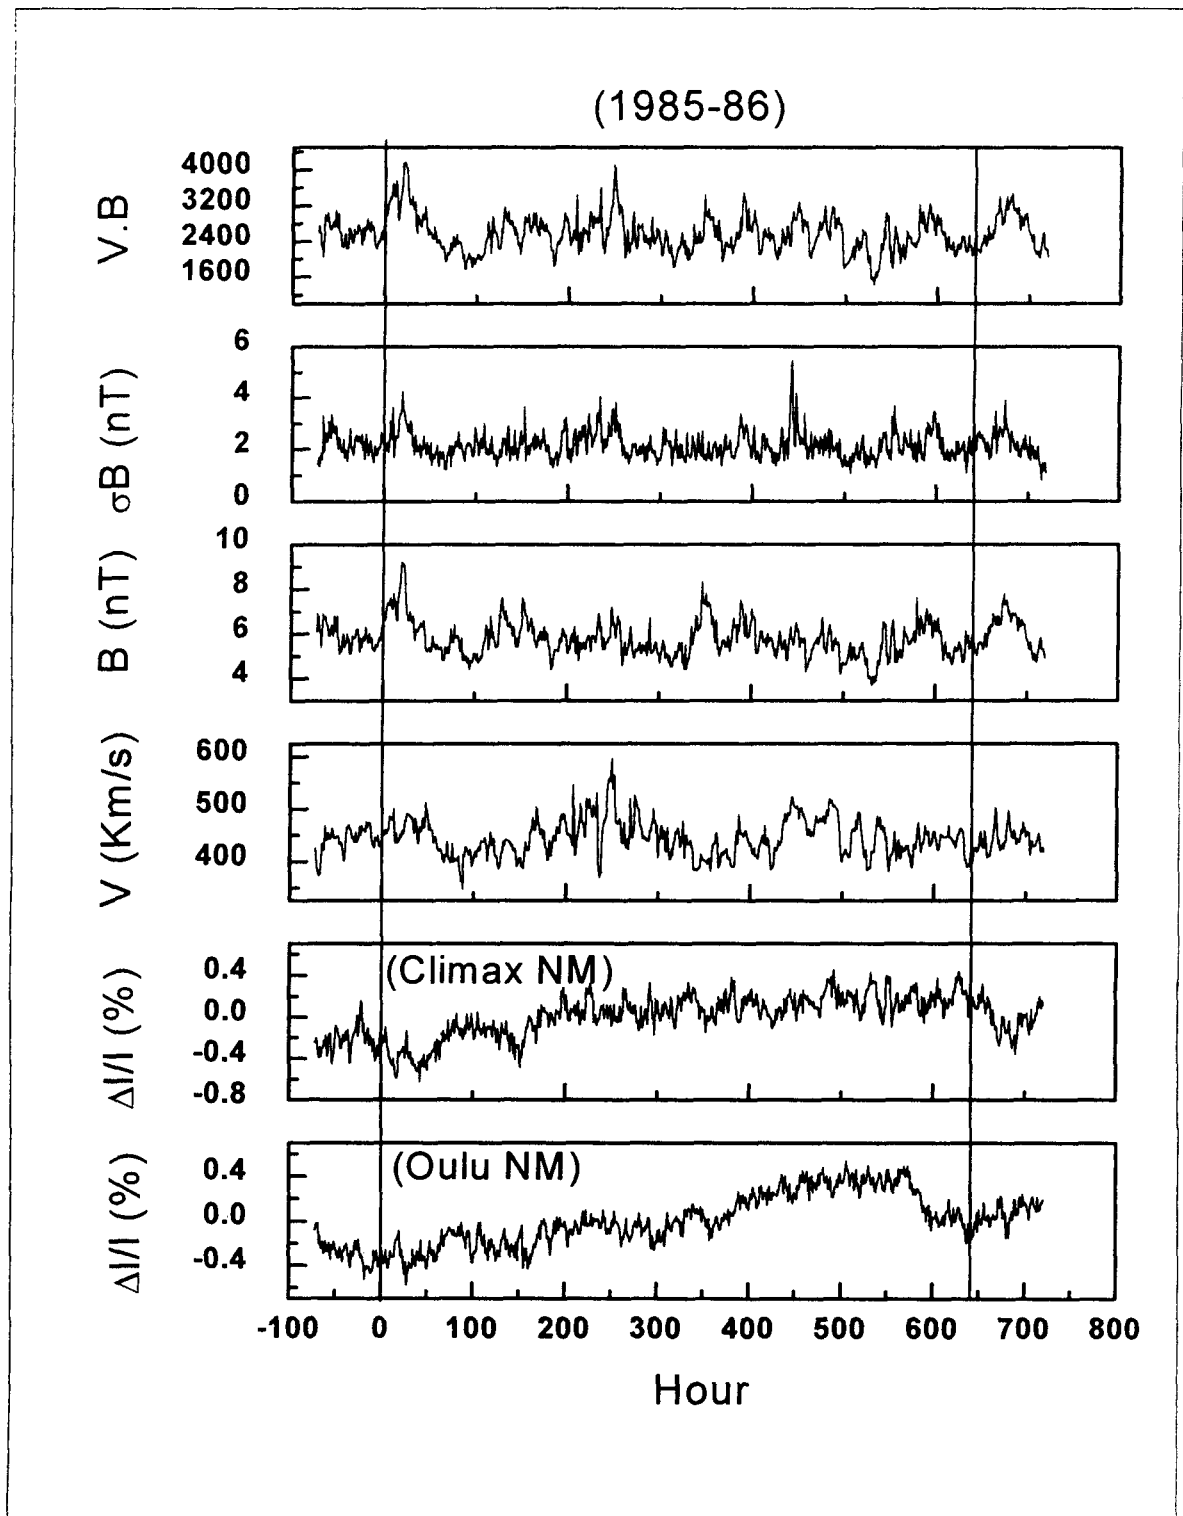 (1985-86)
V.B
4000
3200
2400
1600
σB (nT)
6
4
2
0
B (nT)
10
8
6
4
V (Km/s)
600
500
400
ΔI/I (%)
(Climax NM)
0.4
0.0
-0.4
-0.8
ΔI/I (%)
(Oulu NM)
0.4
0.0
-0.4
-100 0 100 200 300 400 500 600 700 800
Hour